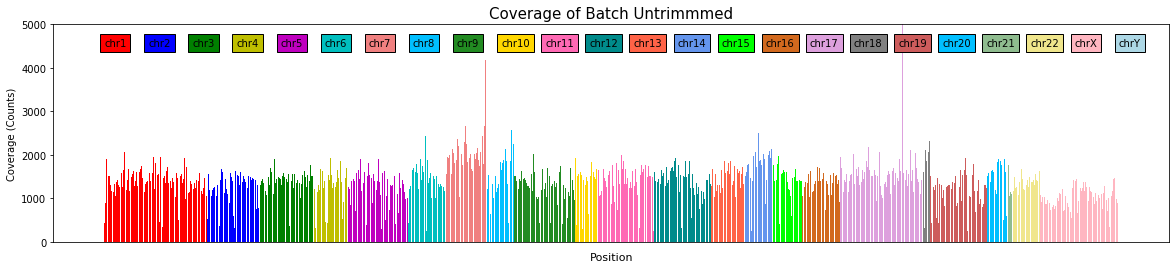 Coverage of Batch Untrimmmed
chr1 chr2 chr3 chr4 chr5 chr6 chr7 chr8 chr9 chr10 chr11 chr12 chr13 chr14 chr15 chr16 chr17 chr18 chr19 chr20 chr21 chr22 chrX chrY
5000
4000
3000
2000
1000
0
Coverage (Counts)
Position